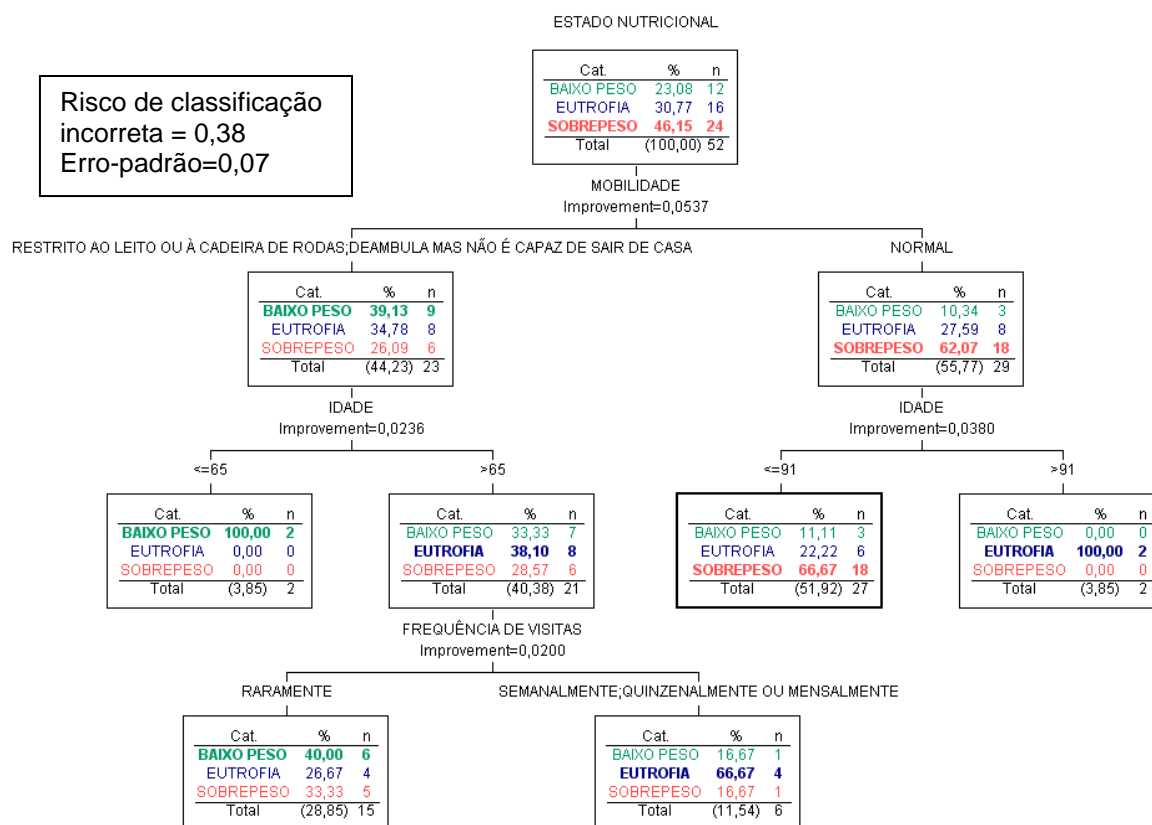 ESTADO NUTRICIONAL
Risco de classificação
incorreta = 0,38
Erro-padrão=0,07
Cat. % n
BAIXO PESO 23,08 12
EUTROFIA 30,77 16
SOBREPESO 46,15 24
Total (100,00) 52
MOBILIDADE
Improvement=0,0537
RESTRITO AO LEITO OU À CADEIRA DE RODAS;DEAMBULA MAS NÃO É CAPAZ DE SAIR DE CASA
Cat. % n
BAIXO PESO 39,13 9
EUTROFIA 34,78 8
SOBREPESO 26,09 6
Total (44,23) 23
IDADE
Improvement=0,0236
NORMAL
Cat. % n
BAIXO PESO 10,34 3
EUTROFIA 27,59 8
SOBREPESO 62,07 18
Total (55,77) 29
IDADE
Improvement=0,0380
<=65
Cat. % n
BAIXO PESO 100,00 2
EUTROFIA 0,00 0
SOBREPESO 0,00 0
Total (3,85) 2
>65
Cat. % n
BAIXO PESO 33,33 7
EUTROFIA 38,10 8
SOBREPESO 28,57 6
Total (40,38) 21
<=91
Cat. % n
BAIXO PESO 11,11 3
EUTROFIA 22,22 6
SOBREPESO 66,67 18
Total (51,92) 27
>91
Cat. % n
BAIXO PESO 0,00 0
EUTROFIA 100,00 2
SOBREPESO 0,00 0
Total (3,85) 2
FREQUÊNCIA DE VISITAS
Improvement=0,0200
RARAMENTE
Cat. % n
BAIXO PESO 40,00 6
EUTROFIA 26,67 4
SOBREPESO 33,33 5
Total (28,85) 15
SEMANALMENTE;QUINZENALMENTE OU MENSALMENTE
Cat. % n
BAIXO PESO 16,67 1
EUTROFIA 66,67 4
SOBREPESO 16,67 1
Total (11,54) 6